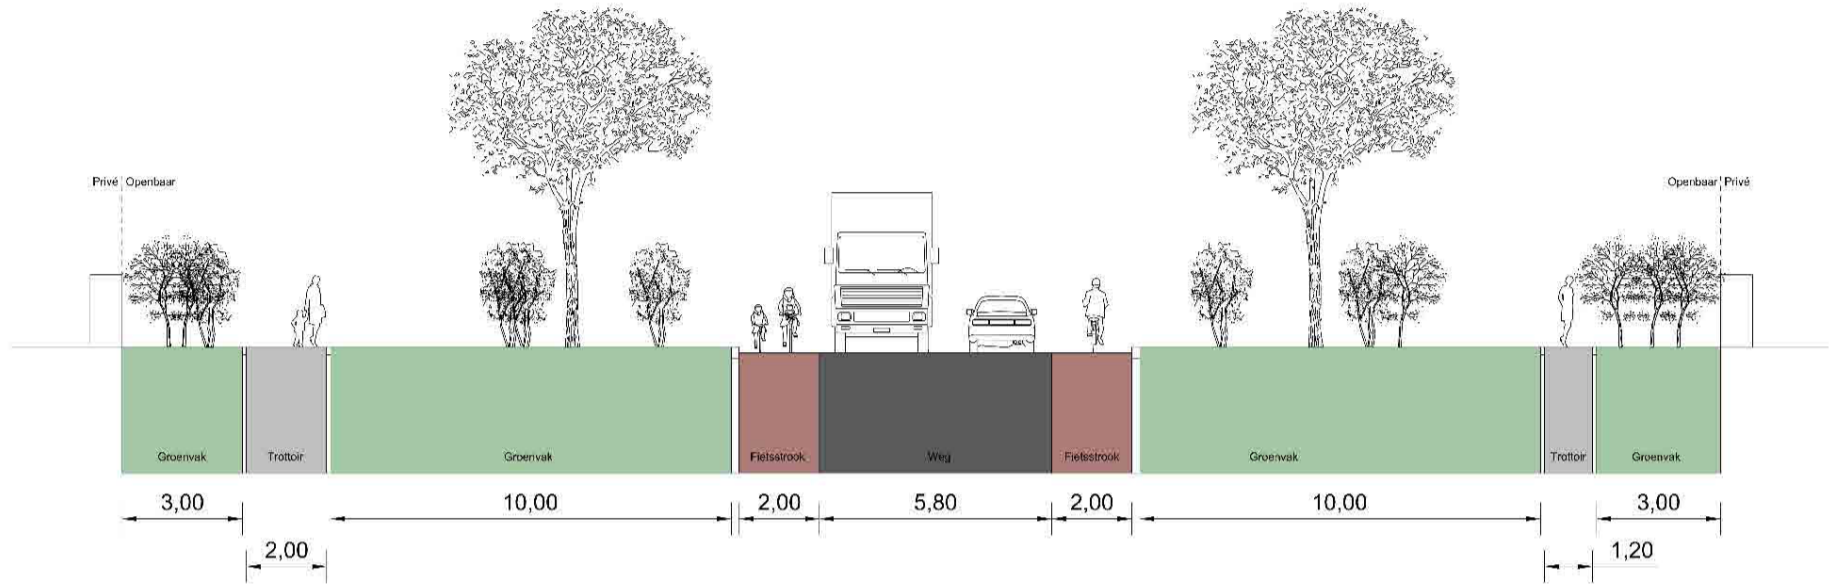 Privé Openbaar
Openbaar Privé
Groenvak Trottoir Groenvak Fietsstrook Weg Fietsstrook Groenvak Trottoir Groenvak
3,00 10,00 2,00 5,80 2,00 10,00 3,00
2,00 1,20